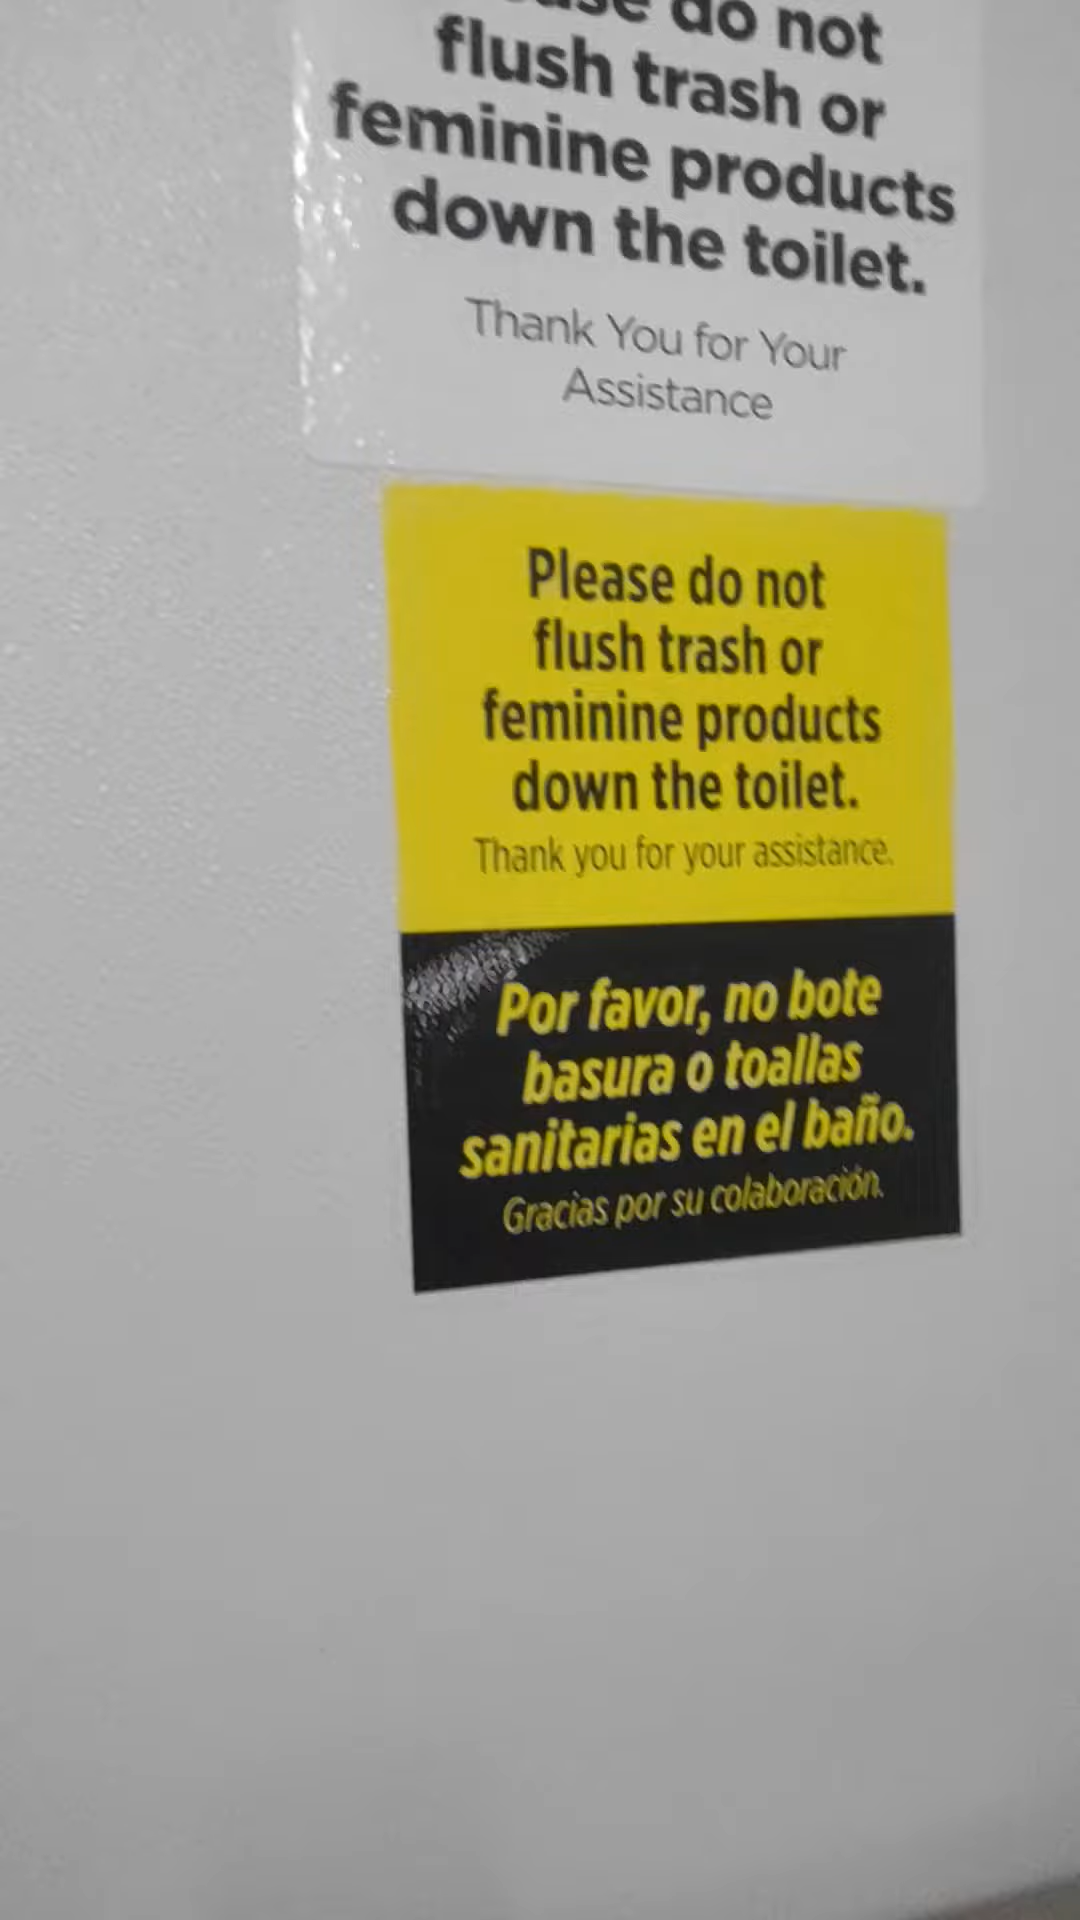 do not
flush trash or
feminine products
down the toilet.
Thank You for Your
Assistance
Please do not
flush trash or
feminine products
down the toilet.
Thank you for your assistance.
Por favor, no bote
basura o toallas
sanitarias en el baño.
Gracias por su colaboración.